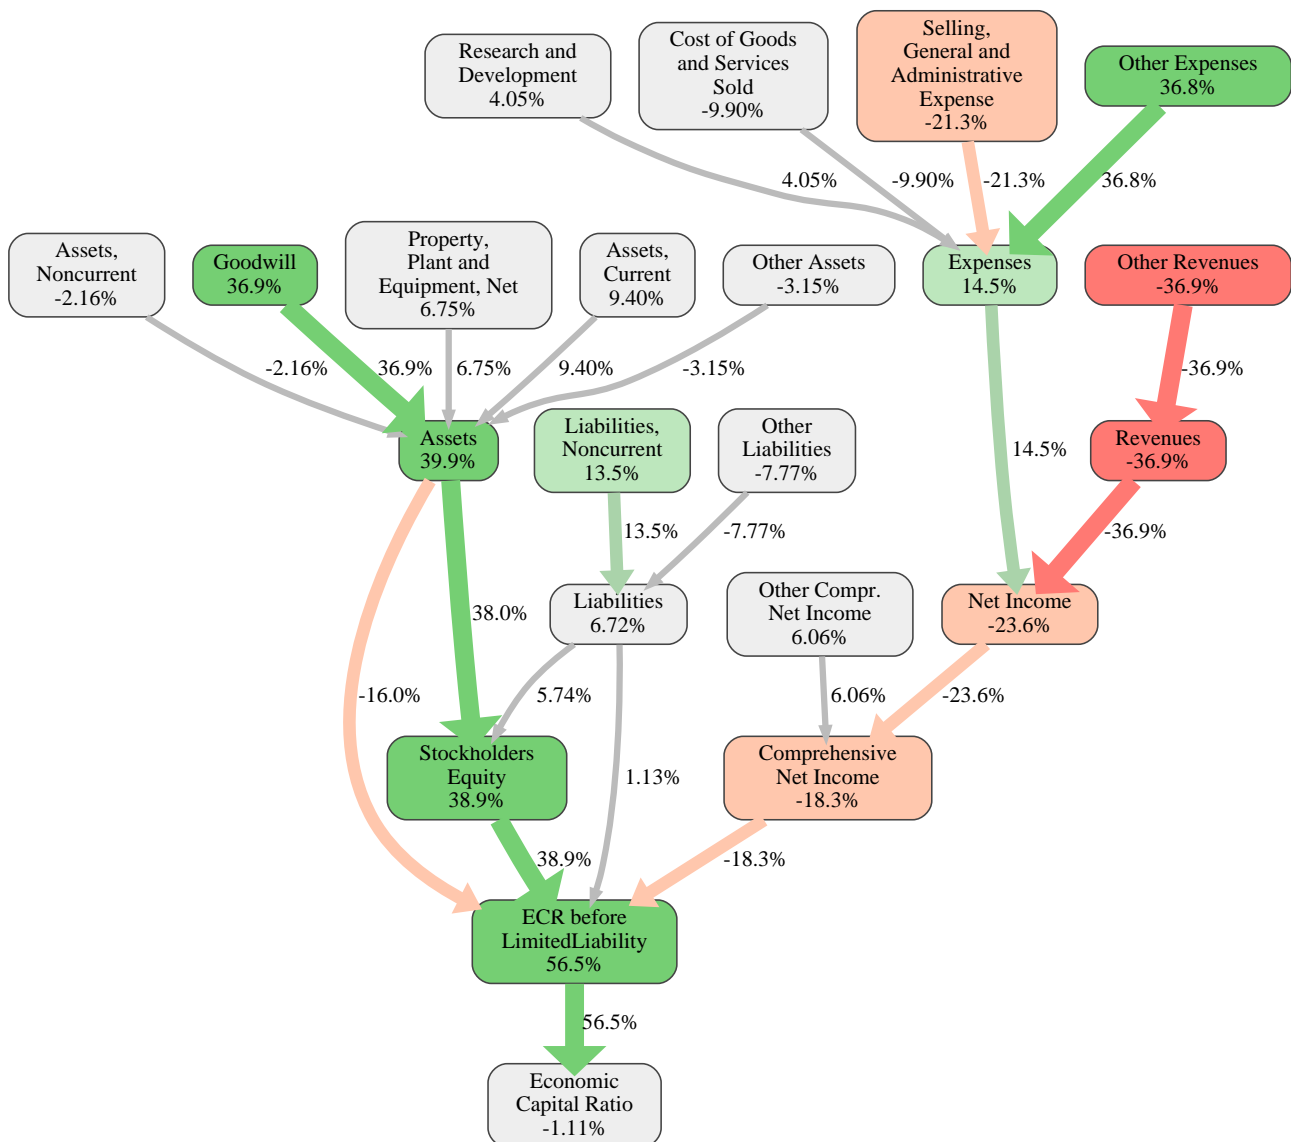 Research and
Development
4.05%
Cost of Goods
and Services
Sold
-9.90%
Selling,
General and
Administrative
Expense
-21.3%
Other Expenses
36.8%
4.05%
-9.90%
-21.3%
36.8%
Assets,
Noncurrent
-2.16%
Goodwill
36.9%
Property,
Plant and
Equipment, Net
6.75%
Assets,
Current
9.40%
Other Assets
-3.15%
Expenses
14.5%
Other Revenues
-36.9%
-2.16%
36.9%
6.75%
9.40%
-3.15%
14.5%
-36.9%
Assets
39.9%
Liabilities,
Noncurrent
13.5%
Other
Liabilities
-7.77%
Revenues
-36.9%
13.5%
-7.77%
-36.9%
38.0%
Liabilities
6.72%
Other Compr.
Net Income
6.06%
Net Income
-23.6%
-16.0%
5.74%
6.06%
-23.6%
Stockholders
Equity
38.9%
1.13%
Comprehensive
Net Income
-18.3%
38.9%
-18.3%
ECR before
LimitedLiability
56.5%
56.5%
Economic
Capital Ratio
-1.11%